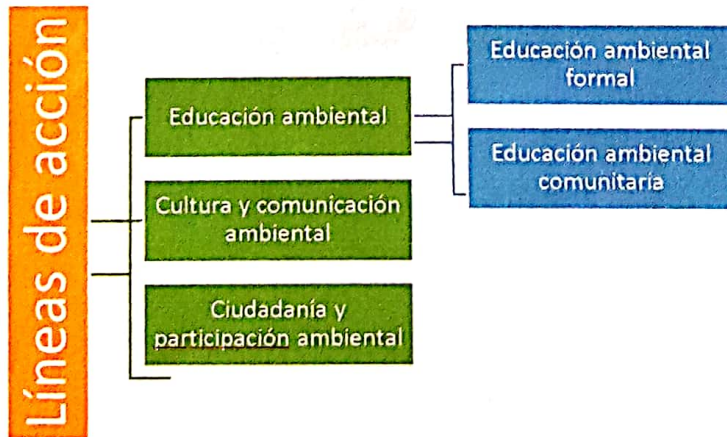 Líneas de acción
Educación ambiental
Educación ambiental
formal
Educación ambiental
comunitaria
Cultura y comunicación
ambiental
Ciudadanía y
participación ambiental